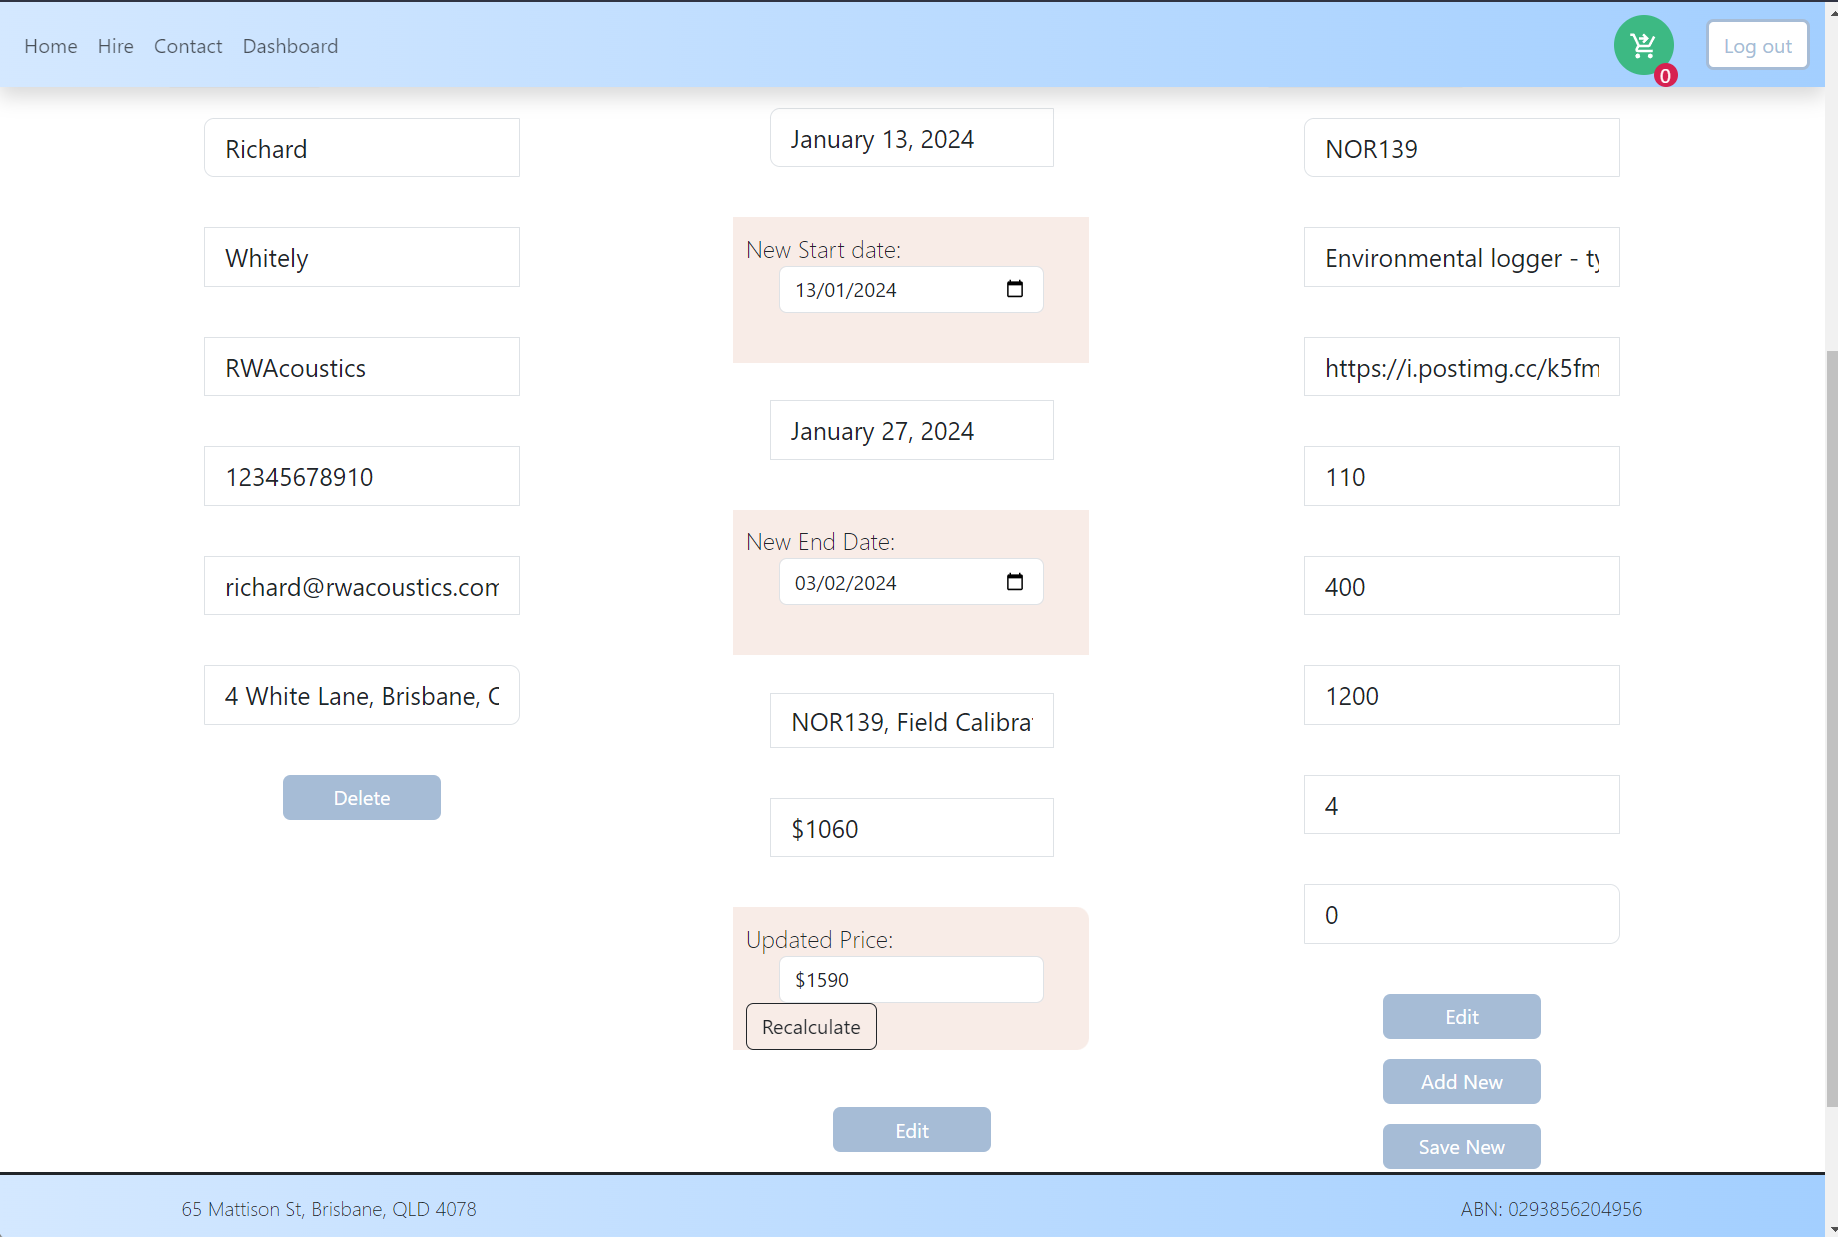 Home Hire Contact Dashboard
0
Log out
Richard
Whitely
RWAcoustics
12345678910
richard@rwacoustics.com
4 White Lane, Brisbane,
Delete
January 13, 2024
New Start date:
13/01/2024
January 27, 2024
New End Date:
03/02/2024
NOR139, Field Calibra
$1060
Updated Price:
$1590
Recalculate
Edit
NOR139
Environmental logger - ty
https://i.postimg.cc/k5fm
110
400
1200
4
0
Edit
Add New
Save New
65 Mattison St, Brisbane, QLD 4078
ABN: 0293856204956